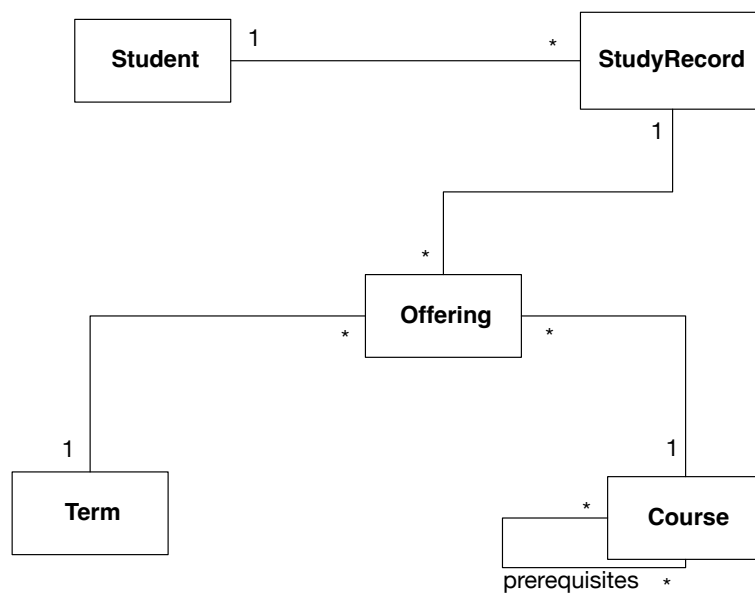 Student
1
*
StudyRecord
1
*
Offering
*
*
1
1
Term
*
Course
prerequisites
*